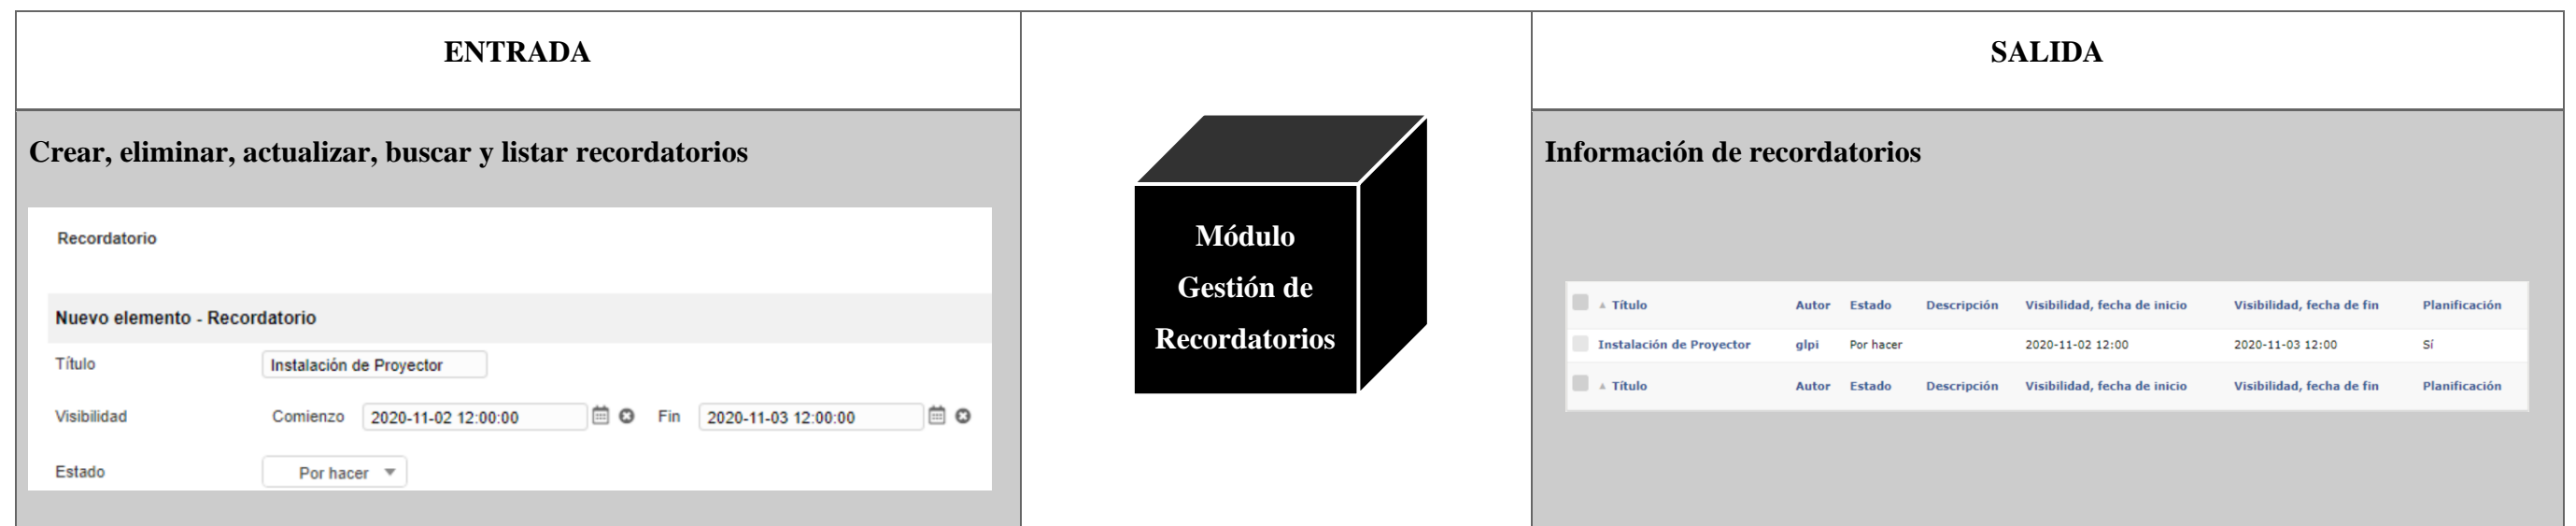 ENTRADA
Crear, eliminar, actualizar, buscar y listar recordatorios
Recordatorio
Nuevo elemento - Recordatorio
Título Instalación de Proyector
Visibilidad Comienzo 2020-11-02 12:00:00 Fin 2020-11-03 12:00:00
Estado Por hacer
Módulo
Gestión de
Recordatorios
SALIDA
Información de recordatorios
Título Autor Estado Descripción Visibilidad, fecha de inicio Visibilidad, fecha de fin Planificación
Instalación de Proyector glpi Por hacer 2020-11-02 12:00 2020-11-03 12:00 Sí
Título Autor Estado Descripción Visibilidad, fecha de inicio Visibilidad, fecha de fin Planificación